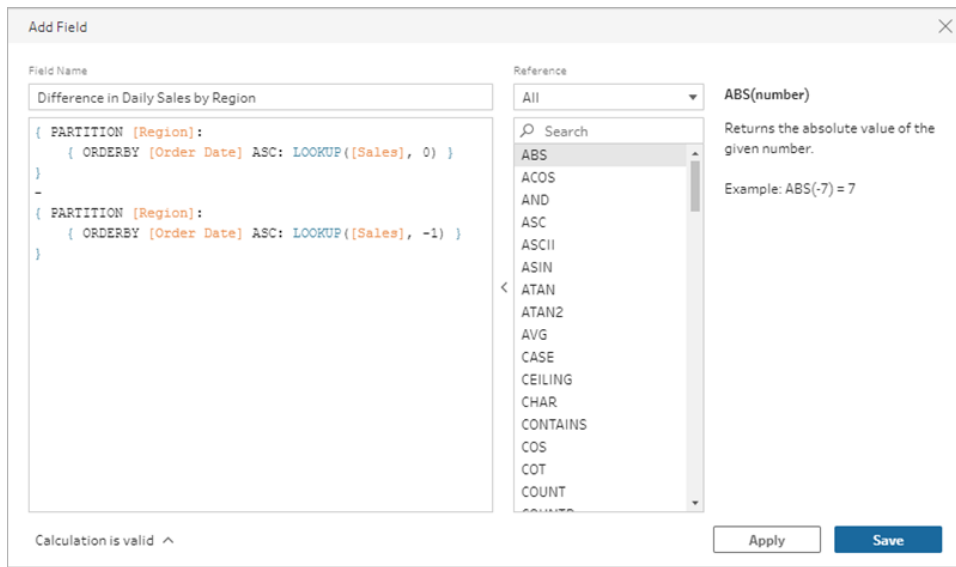 Add Field
Field Name
Difference in Daily Sales by Region
{ PARTITION [Region]:
{ ORDERBY [Order Date] ASC: LOOKUP([Sales], 0) }
}
-
{ PARTITION [Region]:
{ ORDERBY [Order Date] ASC: LOOKUP([Sales], -1) }
}
Reference
All
Search
ABS
ACOS
AND
ASC
ASCII
ASIN
ATAN
ATAN2
AVG
CASE
CEILING
CHAR
CONTAINS
COS
COT
COUNT
ABS(number)
Returns the absolute value of the
given number.
Example: ABS(-7) = 7
Calculation is valid
Apply
Save